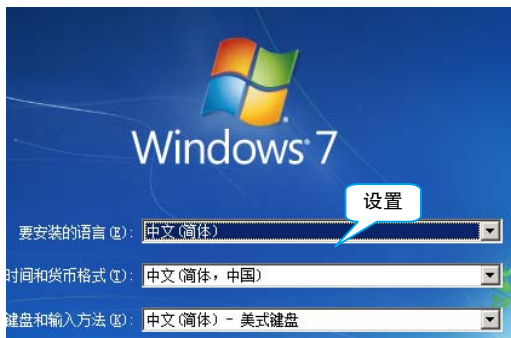 Windows 7
设置
要安装的语言(E): 中文(简体)
时间和货币格式(T): 中文(简体，中国)
键盘和输入方法(K): 中文(简体) - 美式键盘